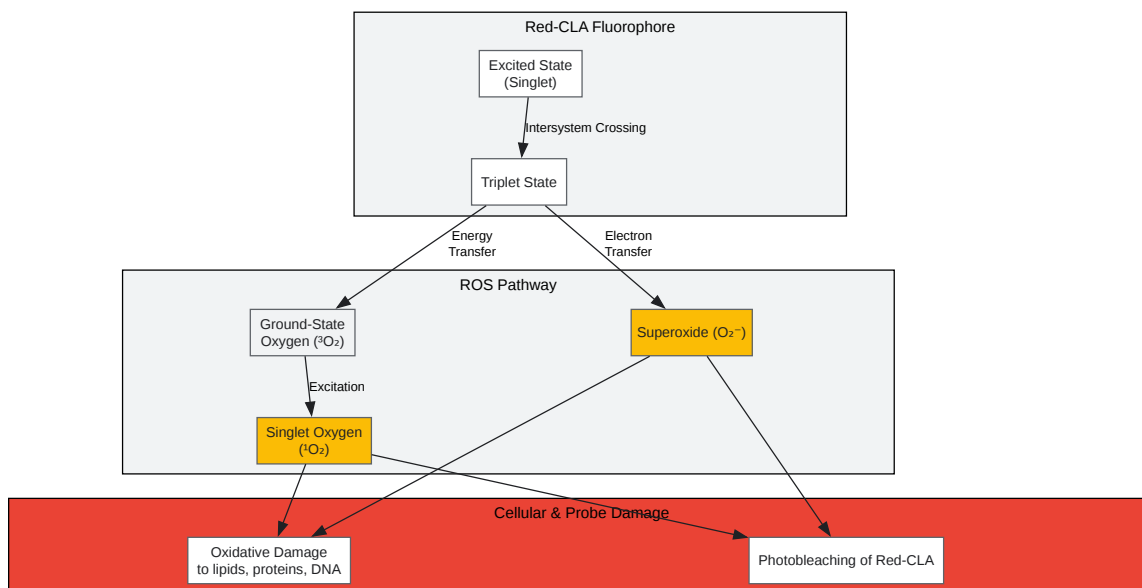 Red-CLA Fluorophore
Excited State
(Singlet)
Intersystem Crossing
Triplet State
Energy
Transfer
Electron
Transfer
ROS Pathway
Ground-State
Oxygen (³O₂)
Superoxide (O₂⁻)
Excitation
Singlet Oxygen
(¹O₂)
Cellular & Probe Damage
Oxidative Damage
to lipids, proteins, DNA
Photobleaching of Red-CLA